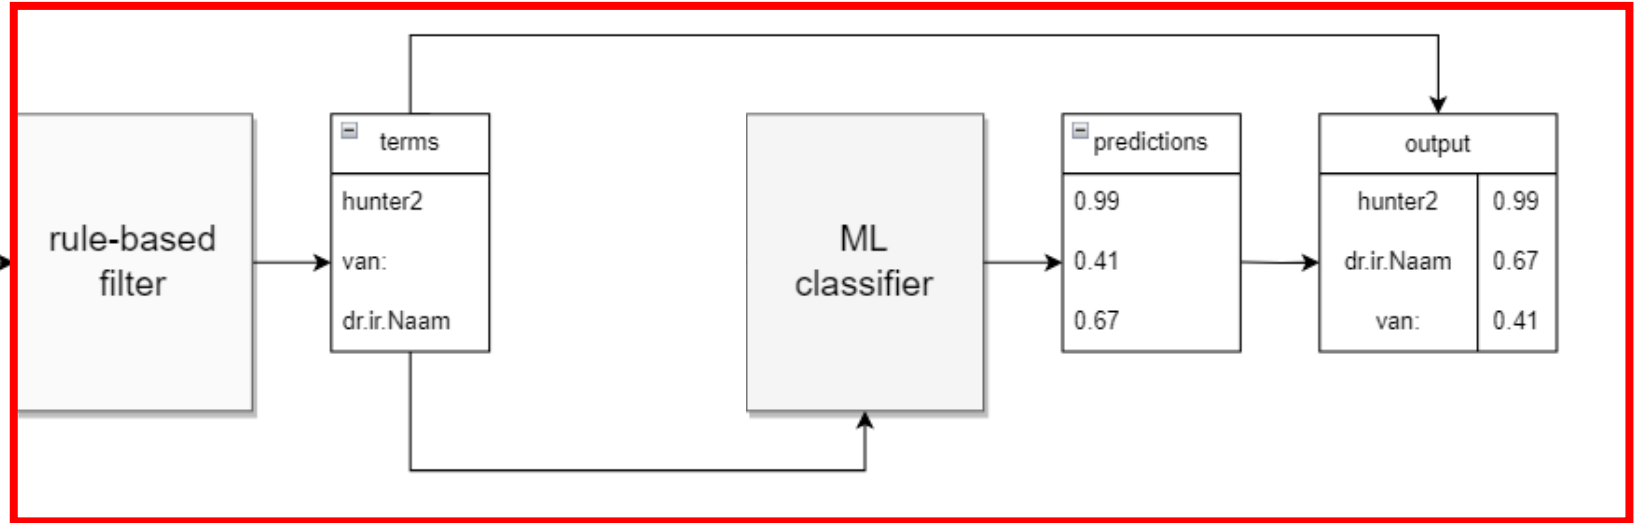 rule-based
filter
terms
hunter2
van:
dr.ir.Naam
ML
classifier
predictions
0.99
0.41
0.67
output
hunter2 0.99
dr.ir.Naam 0.67
van: 0.41